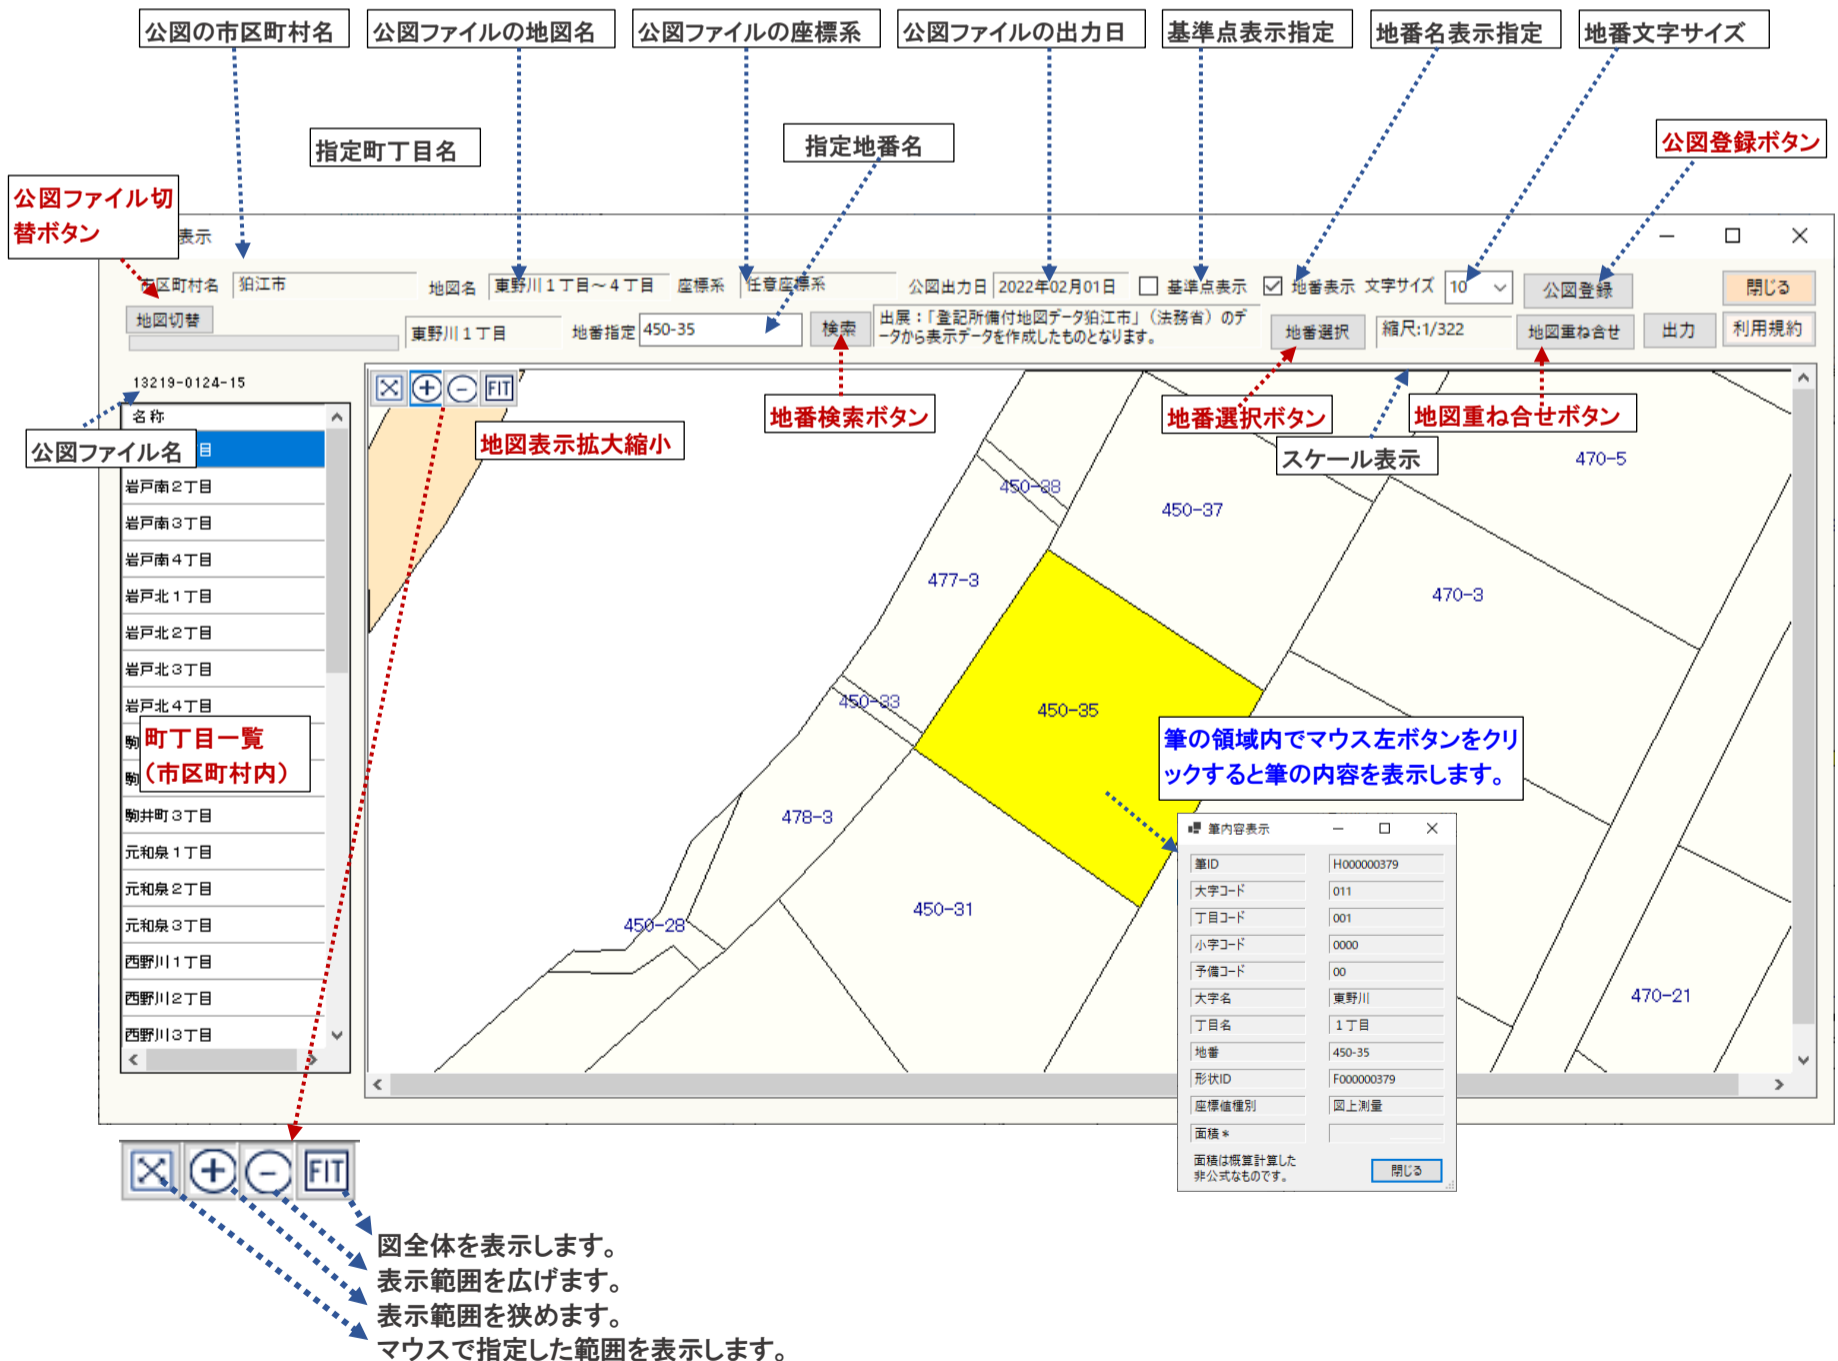 公図の市区町村名
公図ファイルの地図名
公図ファイルの座標系
公図ファイルの出力日
基準点表示指定
地番名表示指定
地番文字サイズ
指定町丁目名
指定地番名
公図登録ボタン
公図ファイル切
替ボタン
表示
市区町村名 狛江市 地図名 東野川１丁目～４丁目 座標系 任意座標系 公図出力日 2022年02月01日 基準点表示 地番表示 文字サイズ 10 公図登録 閉じる
地図切替 東野川１丁目 地番指定 450-35 検索
出展：「登記所備付地図データ狛江市」（法務省）のデ
ータから表示データを作成したものとなります。
地番選択 縮尺:1/322 地図重ね合せ 出力 利用規約
13219-0124-15
名称
公図ファイル名
目
岩戸南２丁目
岩戸南３丁目
岩戸南４丁目
岩戸北１丁目
岩戸北２丁目
岩戸北３丁目
岩戸北４丁目
駒
駒
町丁目一覧
（市区町村内）
駒井町３丁目
元和泉１丁目
元和泉２丁目
元和泉３丁目
西野川１丁目
西野川２丁目
西野川３丁目
FIT
地図表示拡大縮小
地番検索ボタン
地番選択ボタン
地図重ね合せボタン
スケール表示
470-5
450-38
450-37
477-3
470-3
450-33
450-35
478-3
450-31
450-28
470-21
筆の領域内でマウス左ボタンをクリ
ックすると筆の内容を表示します。
筆内容表示
筆ID H000000379
大字コード 011
丁目コード 001
小字コード 0000
予備コード 00
大字名 東野川
丁目名 １丁目
地番 450-35
形状ID F000000379
座標値種別 図上測量
面積＊
面積は概算計算した
非公式なものです。
閉じる
FIT
図全体を表示します。
表示範囲を広げます。
表示範囲を狭めます。
マウスで指定した範囲を表示します。